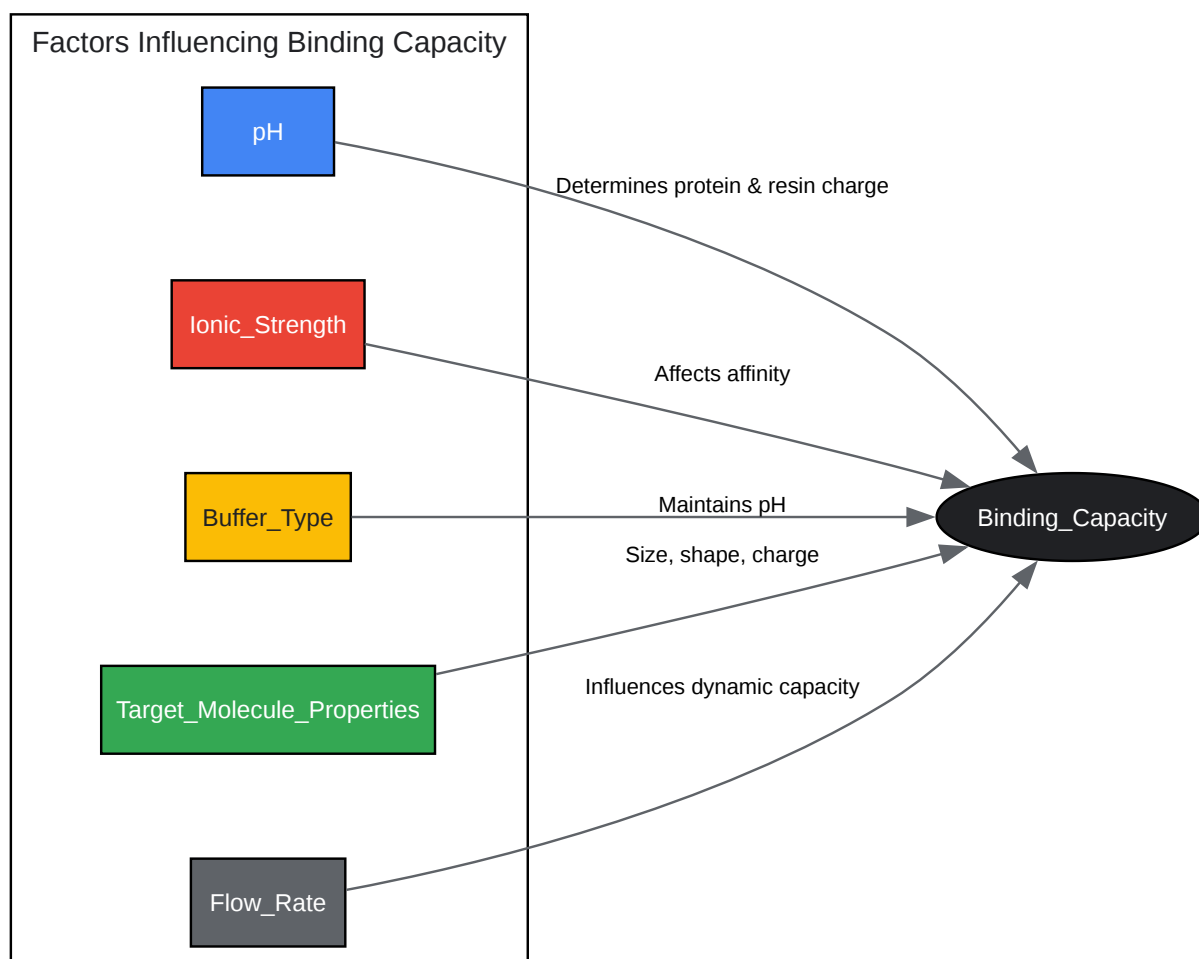 Factors Influencing Binding Capacity
pH
Determines protein & resin charge
Ionic_Strength
Affects affinity
Buffer_Type
Maintains pH
Binding_Capacity
Size, shape, charge
Target_Molecule_Properties
Influences dynamic capacity
Flow_Rate